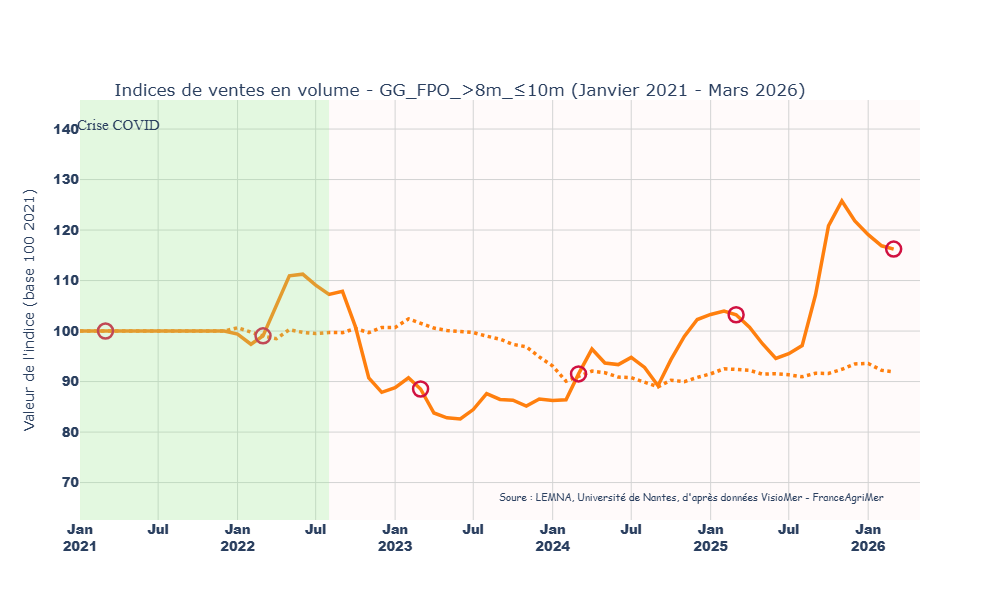 Indices de ventes en volume - GG_FPO_>8m_≤10m (Janvier 2021 - Mars 2026)
Crise COVID
Valeur de l'indice (base 100 2021)
140
130
120
110
100
90
80
70
Soure : LEMNA, Université de Nantes, d'après données VisioMer - FranceAgriMer
Jan Jul Jan Jul Jan Jul Jan Jul Jan Jul Jan
2021 2022 2023 2024 2025 2026